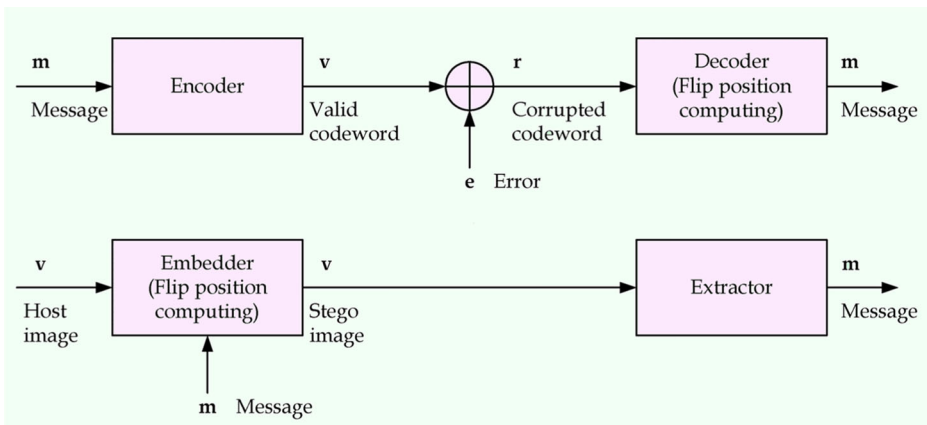 m
Message
Encoder
v
Valid
codeword
e Error
r
Corrupted
codeword
Decoder
(Flip position
computing)
m
Message
v
Host
image
Embedder
(Flip position
computing)
m Message
v
Stego
image
Extractor
m
Message